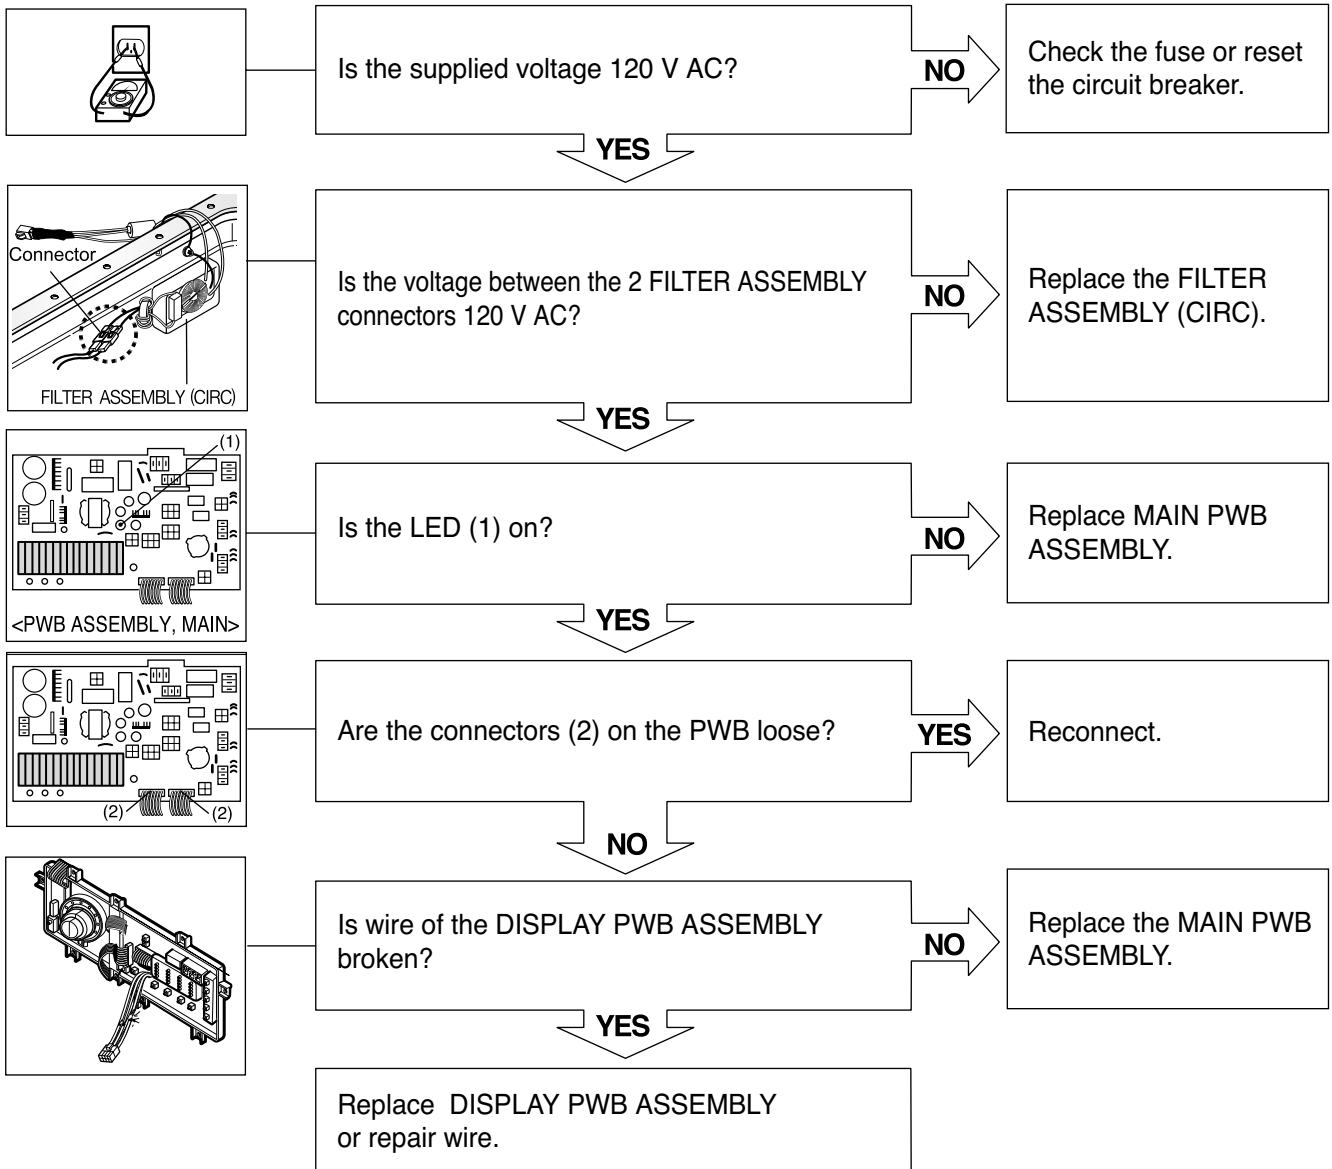 Is the supplied voltage 120 V AC?
NO
Check the fuse or reset
the circuit breaker.
YES
Connector
FILTER ASSEMBLY (CIRC)
Is the voltage between the 2 FILTER ASSEMBLY
connectors 120 V AC?
NO
Replace the FILTER
ASSEMBLY (CIRC).
YES
(1)
<PWB ASSEMBLY, MAIN>
Is the LED (1) on?
NO
Replace MAIN PWB
ASSEMBLY.
YES
(2)
(2)
Are the connectors (2) on the PWB loose?
YES
Reconnect.
NO
Is wire of the DISPLAY PWB ASSEMBLY
broken?
NO
Replace the MAIN PWB
ASSEMBLY.
YES
Replace DISPLAY PWB ASSEMBLY
or repair wire.